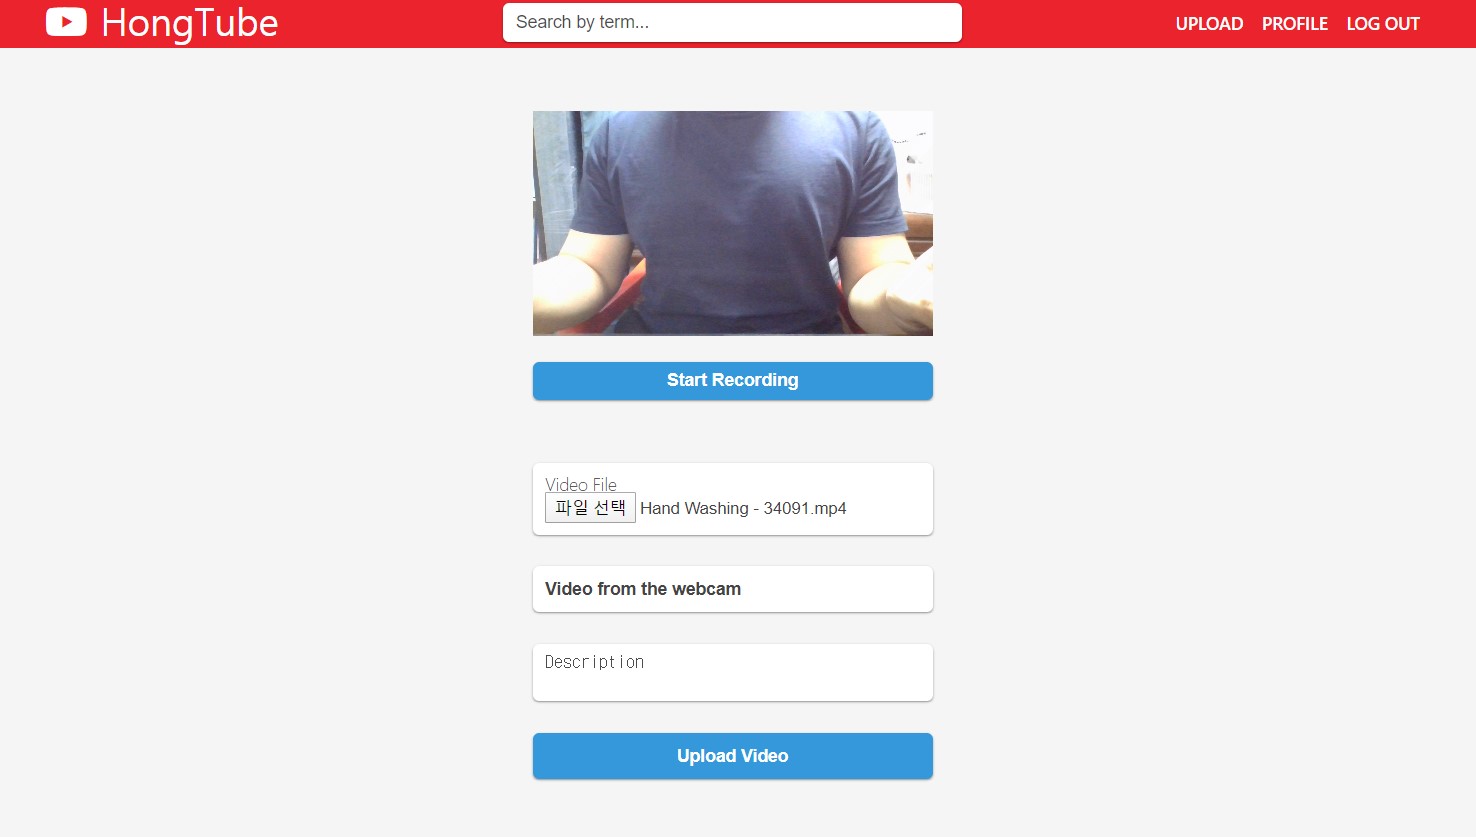 HongTube
Search by term...
UPLOAD PROFILE LOG OUT
Start Recording
Video File
파일 선택 Hand Washing - 34091.mp4
Video from the webcam
Description
Upload Video